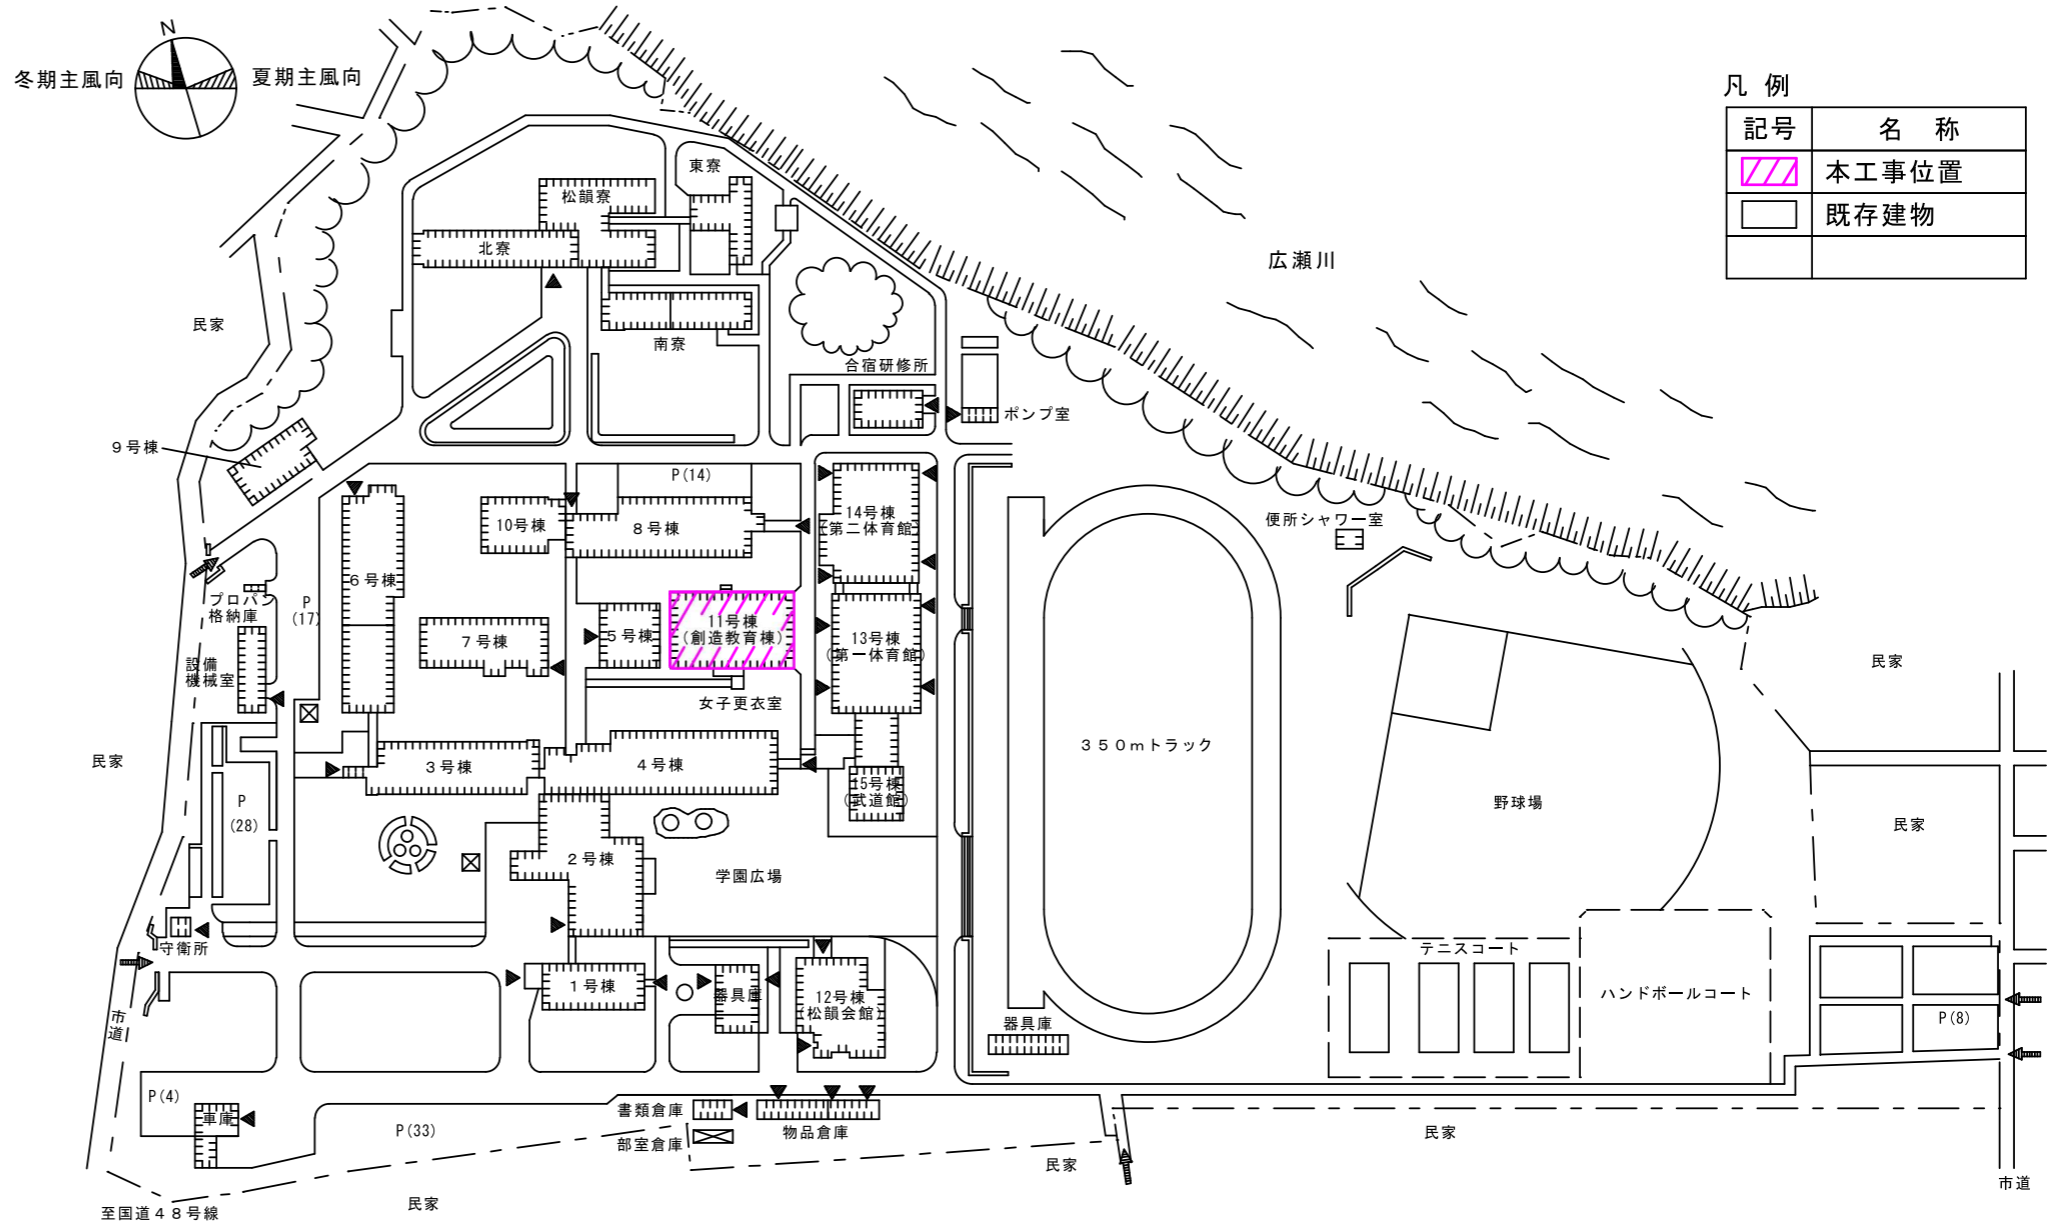 N
冬期主風向
夏期主風向
凡 例
記号
名 称
本工事位置
既存建物
東寮
松韻寮
北寮
広瀬川
民家
南寮
合宿研修所
ポンプ室
9号棟
P(14)
10号棟
8号棟
14号棟
(第二体育館)
便所シャワー室
6号棟
プロパン
格納庫
P
(17)
7号棟
5号棟
11号棟
(創造教育棟)
13号棟
(第一体育館)
民家
設備
機械室
女子更衣室
350mトラック
民家
3号棟
4号棟
15号棟
(武道館)
P
(28)
野球場
民家
2号棟
学園広場
守衛所
テニスコート
1号棟
器具庫
12号棟
(松韻会館)
ハンドボールコート
市道
器具庫
P(8)
P(4)
車庫
P(33)
書類倉庫
部室倉庫
物品倉庫
民家
民家
民家
市道
至国道48号線